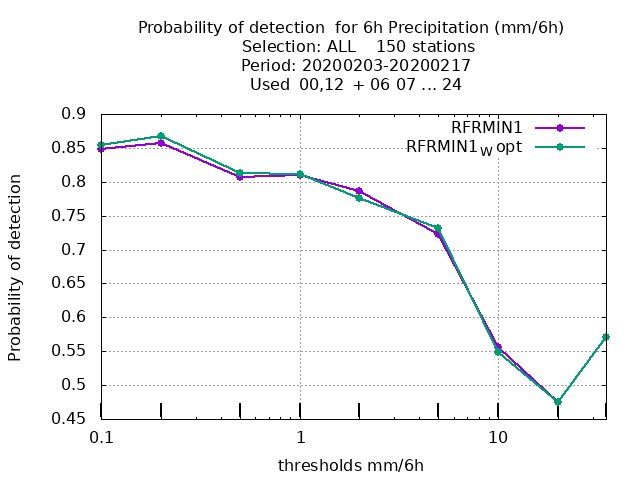 Probability of detection  for 6h Precipitation (mm/6h)
Selection: ALL    150 stations
Period: 20200203-20200217
Used  00,12  + 06 07 ... 24
0.9
RFRMIN1
0.85
RFRMIN1W opt
0.8
0.75
0.7
0.65
0.6
0.55
0.5
0.45
Probability of detection
0.1 1 10
thresholds mm/6h